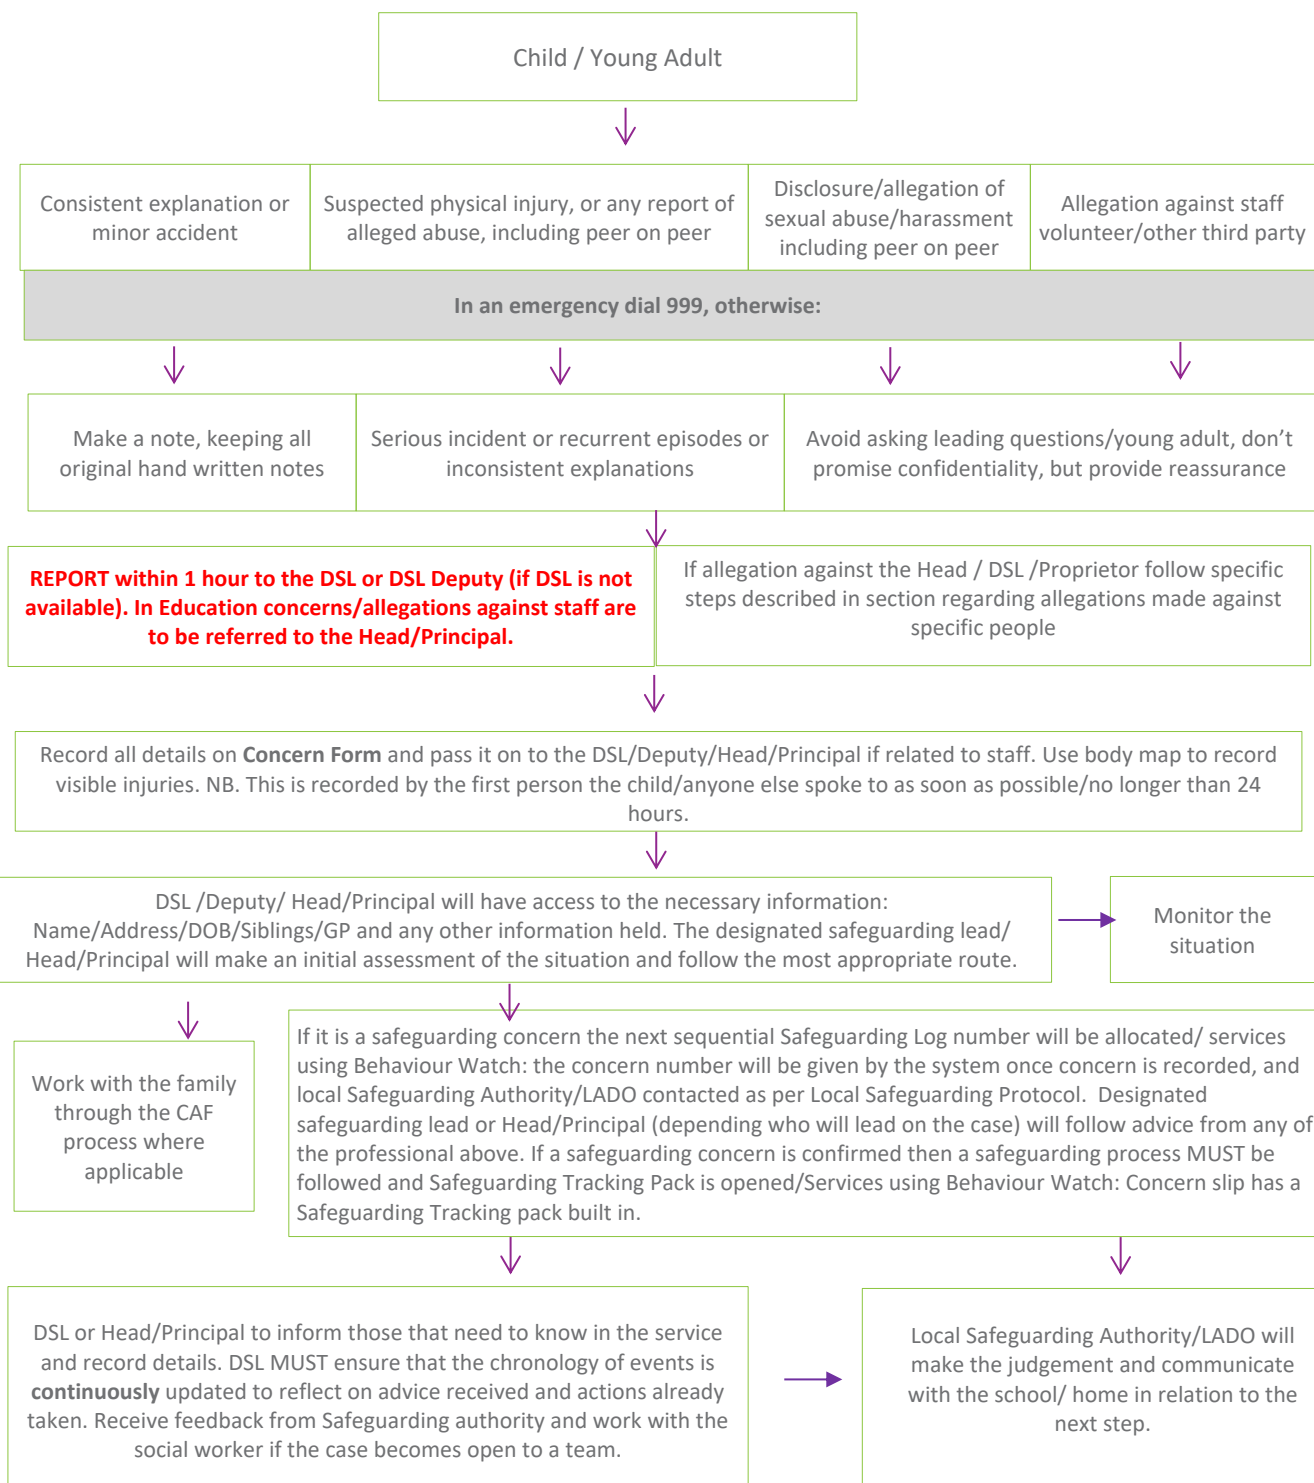 Child / Young Adult
Consistent explanation or
minor accident
Suspected physical injury, or any report of
alleged abuse, including peer on peer
Disclosure/allegation of
sexual abuse/harassment
including peer on peer
Allegation against staff
volunteer/other third party
In an emergency dial 999, otherwise:
Make a note, keeping all
original hand written notes
Serious incident or recurrent episodes or
inconsistent explanations
Avoid asking leading questions/young adult, don't
promise confidentiality, but provide reassurance
REPORT within 1 hour to the DSL or DSL Deputy (if DSL is not
available). In Education concerns/allegations against staff are
to be referred to the Head/Principal.
If allegation against the Head / DSL /Proprietor follow specific
steps described in section regarding allegations made against
specific people
Record all details on Concern Form and pass it on to the DSL/Deputy/Head/Principal if related to staff. Use body map to record
visible injuries. NB. This is recorded by the first person the child/anyone else spoke to as soon as possible/no longer than 24
hours.
DSL /Deputy/ Head/Principal will have access to the necessary information:
Name/Address/DOB/Siblings/GP and any other information held. The designated safeguarding lead/
Head/Principal will make an initial assessment of the situation and follow the most appropriate route.
Monitor the
situation
Work with the family
through the CAF
process where
applicable
If it is a safeguarding concern the next sequential Safeguarding Log number will be allocated/ services
using Behaviour Watch: the concern number will be given by the system once concern is recorded, and
local Safeguarding Authority/LADO contacted as per Local Safeguarding Protocol.  Designated
safeguarding lead or Head/Principal (depending who will lead on the case) will follow advice from any of
the professional above. If a safeguarding concern is confirmed then a safeguarding process MUST be
followed and Safeguarding Tracking Pack is opened/Services using Behaviour Watch: Concern slip has a
Safeguarding Tracking pack built in.
DSL or Head/Principal to inform those that need to know in the service
and record details. DSL MUST ensure that the chronology of events is
continuously updated to reflect on advice received and actions already
taken. Receive feedback from Safeguarding authority and work with the
social worker if the case becomes open to a team.
Local Safeguarding Authority/LADO will
make the judgement and communicate
with the school/ home in relation to the
next step.